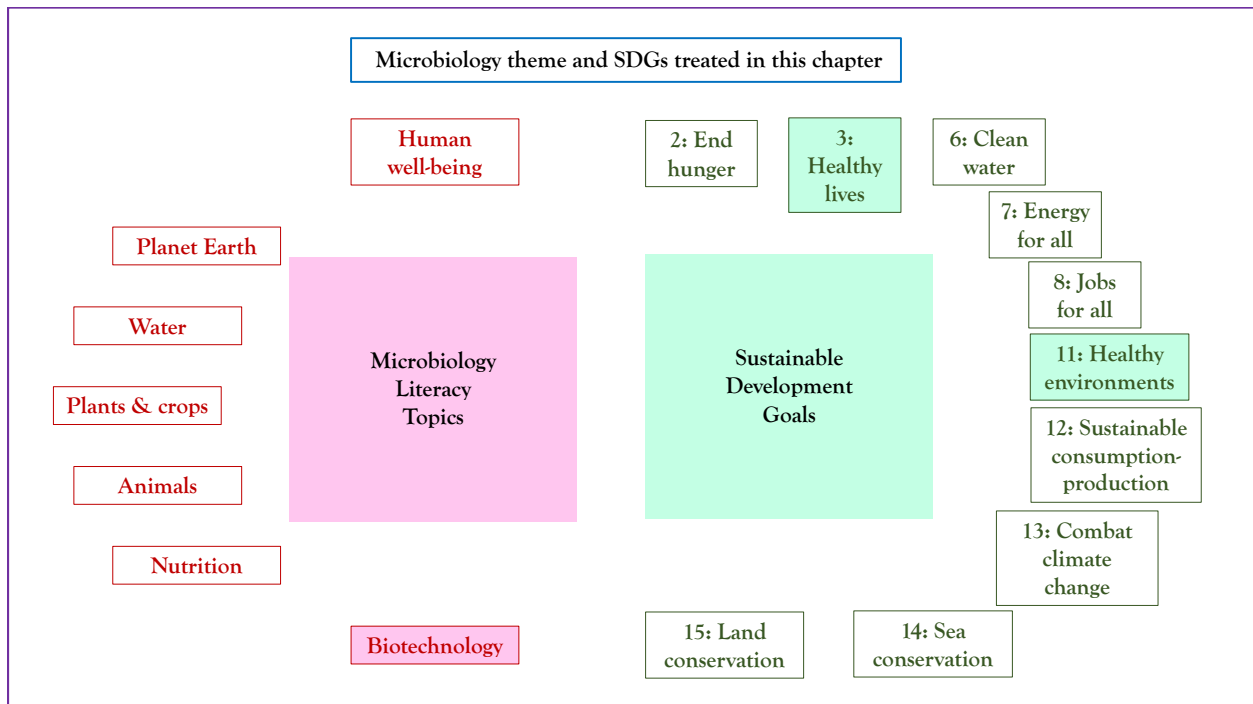 Microbiology theme and SDGs treated in this chapter
Human
well-being
Planet Earth
Water
Plants & crops
Animals
Nutrition
Biotechnology
Microbiology
Literacy
Topics
Sustainable
Development
Goals
2: End
hunger
3:
Healthy
lives
6: Clean
water
7: Energy
for all
8: Jobs
for all
11: Healthy
environments
12: Sustainable
consumption-
production
13: Combat
climate
change
14: Sea
conservation
15: Land
conservation